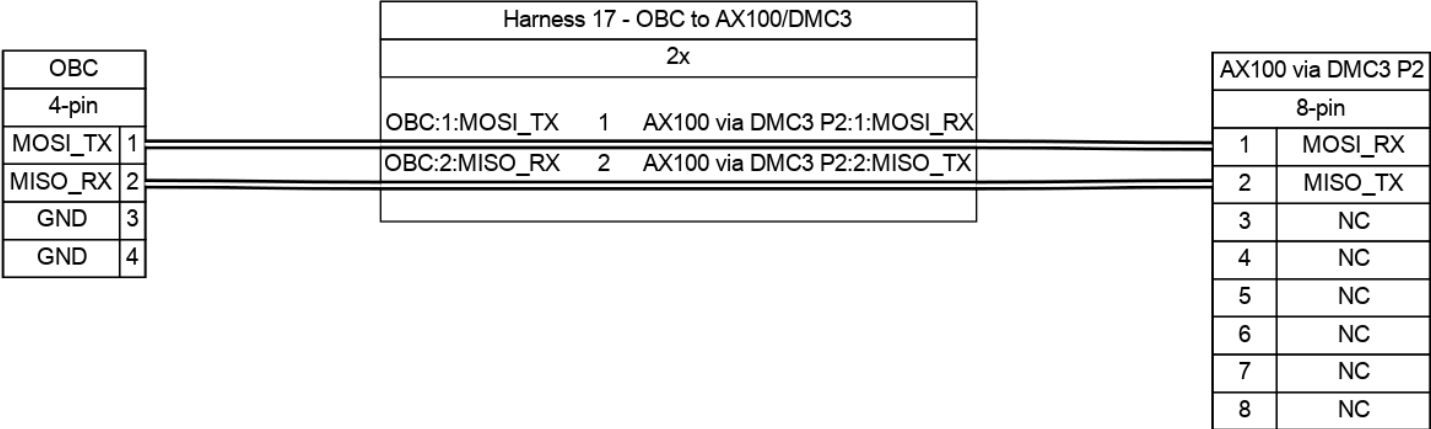 Harness 17 - OBC to AX100/DMC3
2x
OBC
4-pin
MOSI_TX 1
MISO_RX 2
GND 3
GND 4
OBC:1:MOSI_TX 1 AX100 via DMC3 P2:1:MOSI_RX
OBC:2:MISO_RX 2 AX100 via DMC3 P2:2:MISO_TX
AX100 via DMC3 P2
8-pin
1 MOSI_RX
2 MISO_TX
3 NC
4 NC
5 NC
6 NC
7 NC
8 NC